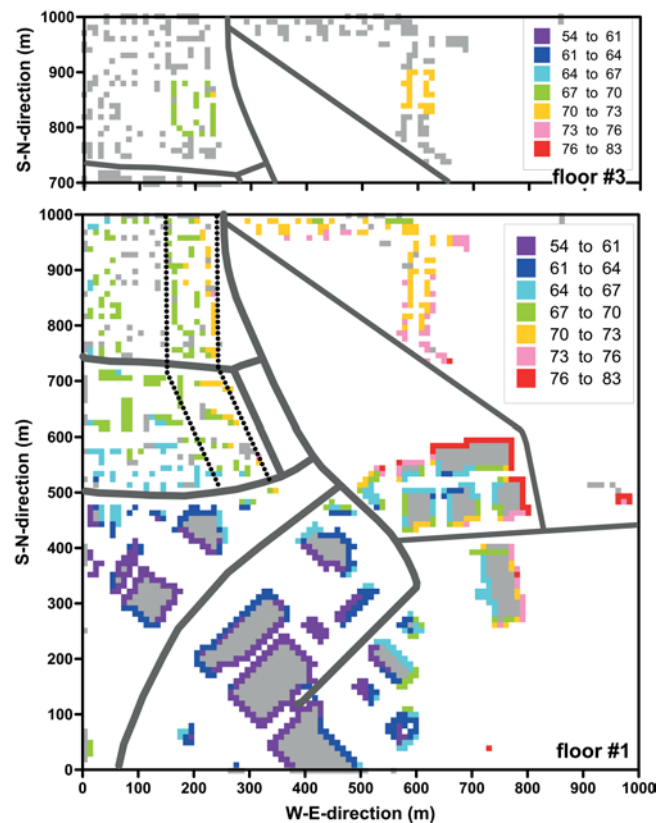 1000
900
800
700
S-N-direction (m)
54 to 61
61 to 64
64 to 67
67 to 70
70 to 73
73 to 76
76 to 83
floor #3
1000
900
800
700
600
500
400
300
200
100
0
S-N-direction (m)
54 to 61
61 to 64
64 to 67
67 to 70
70 to 73
73 to 76
76 to 83
floor #1
0 100 200 300 400 500 600 700 800 900 1000
W-E-direction (m)